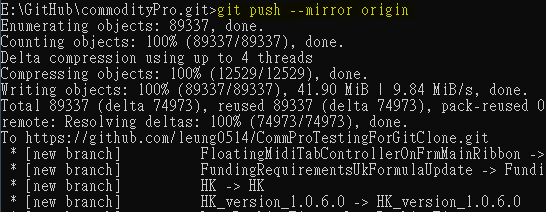 E:\GitHub\commodityPro.git>git push --mirror origin
Enumerating objects: 89337, done.
Counting objects: 100% (89337/89337), done.
Delta compression using up to 4 threads
Compressing objects: 100% (12529/12529), done.
Writing objects: 100% (89337/89337), 41.90 MiB | 9.84 MiB/s, done.
Total 89337 (delta 74973), reused 89337 (delta 74973), pack-reused 0
remote: Resolving deltas: 100% (74973/74973), done.
To https://github.com/leung0514/CommProTestingForGitClone.git
 * [new branch]      FloatingMidiTabControllerOnFrmMainRibbon ->
 * [new branch]      FundingRequirementsUkFormulaUpdate -> Fundi
 * [new branch]      HK -> HK
 * [new branch]      HK_version_1.0.6.0 -> HK_version_1.0.6.0